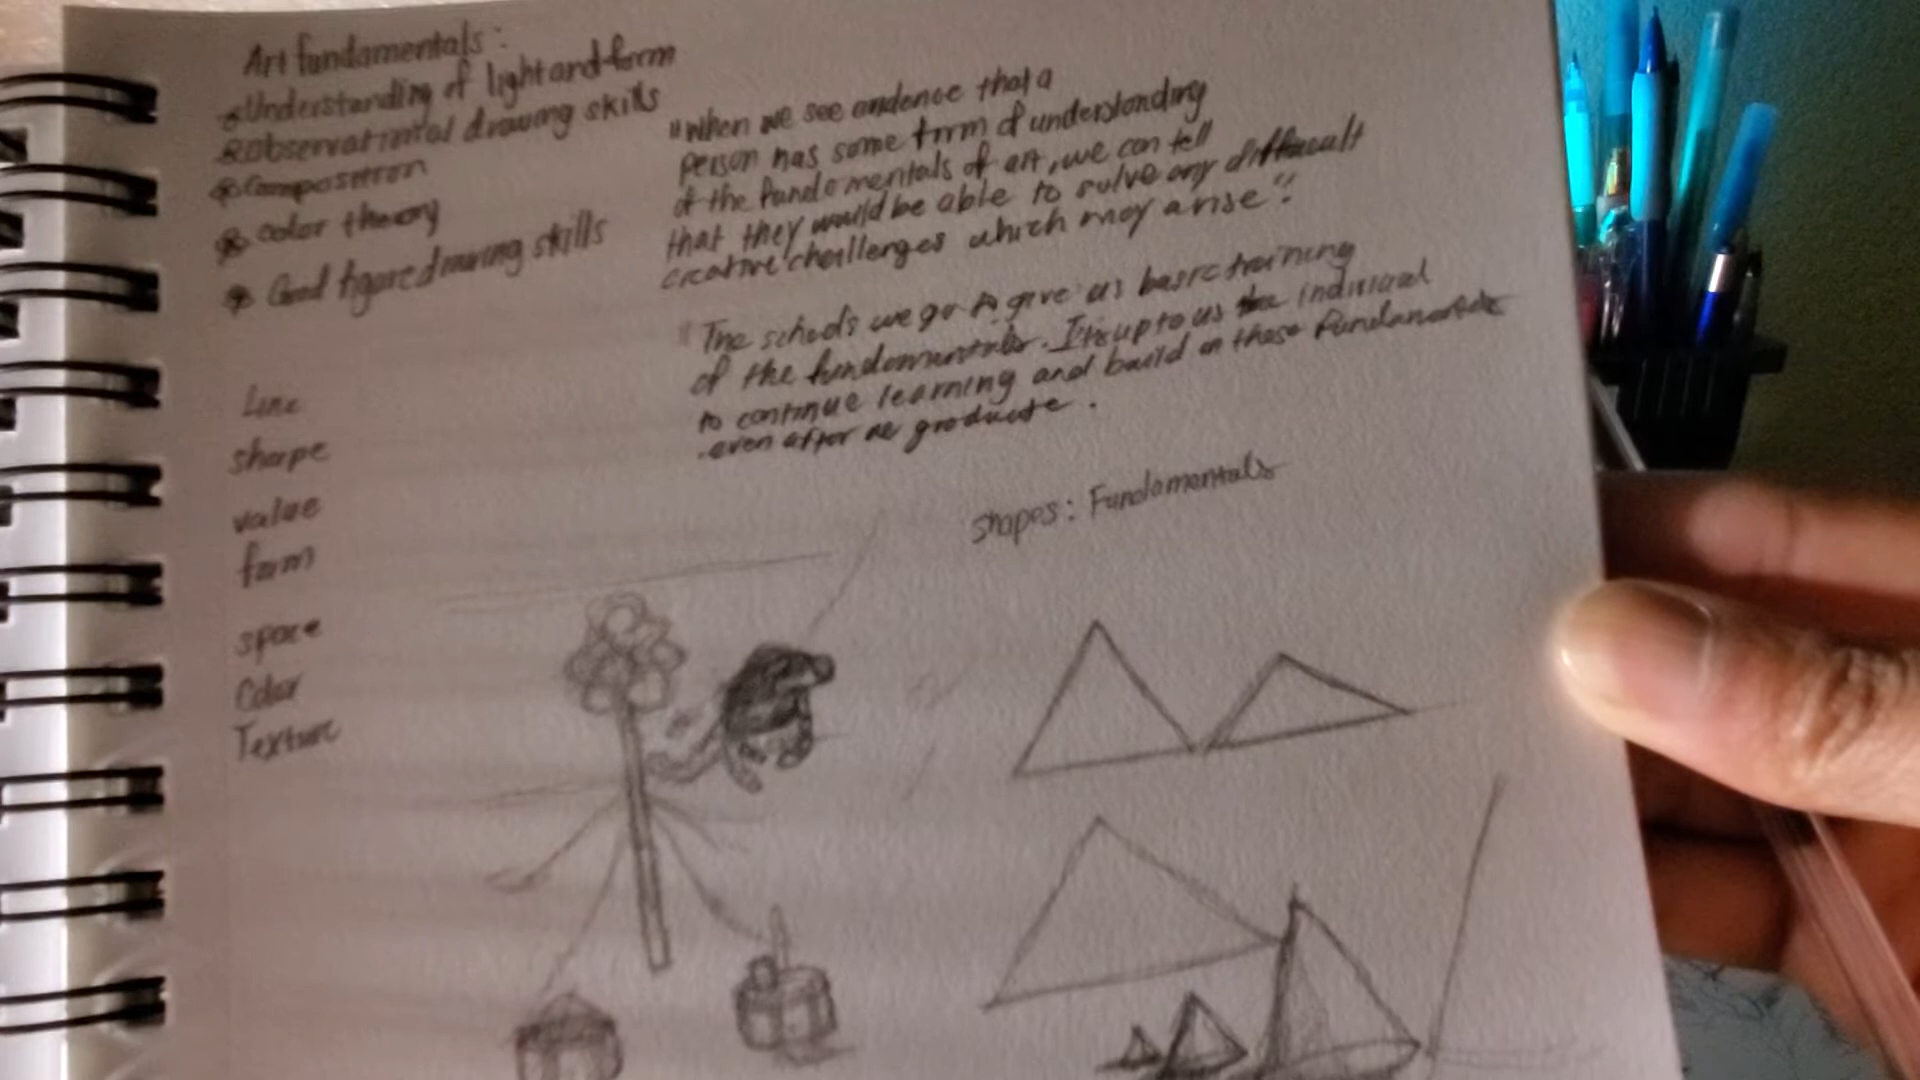 Art fundamentals:
Understanding of light and form
observational drawing skills
Composition
color theory
Good figure drawing skills
"When we see evidence that a
person has some form of understanding
of the fundamentals of art, we can tell
that they would be able to solve any difficult
creative challenges which may arise".
The schools we go to give us basic training
of the fundamentals. It is up to us the individual
to continue learning and build on these Fundamentals
even after we graduate.
Line
sharpe
value
form
space
Color
Texture
shapes: Fundamentals